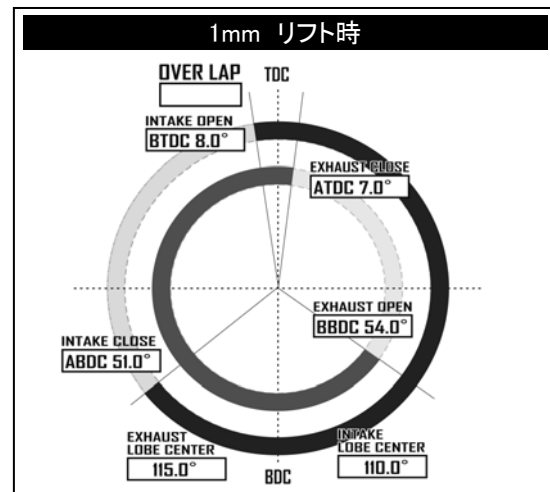 1mm リフト時
OVER LAP
TDC
INTAKE OPEN
BTDC 8.0°
EXHAUST CLOSE
ATDC 7.0°
EXHAUST OPEN
BBDC 54.0°
INTAKE CLOSE
ABDC 51.0°
EXHAUST
LOBE CENTER
115.0°
BDC
INTAKE
LOBE CENTER
110.0°